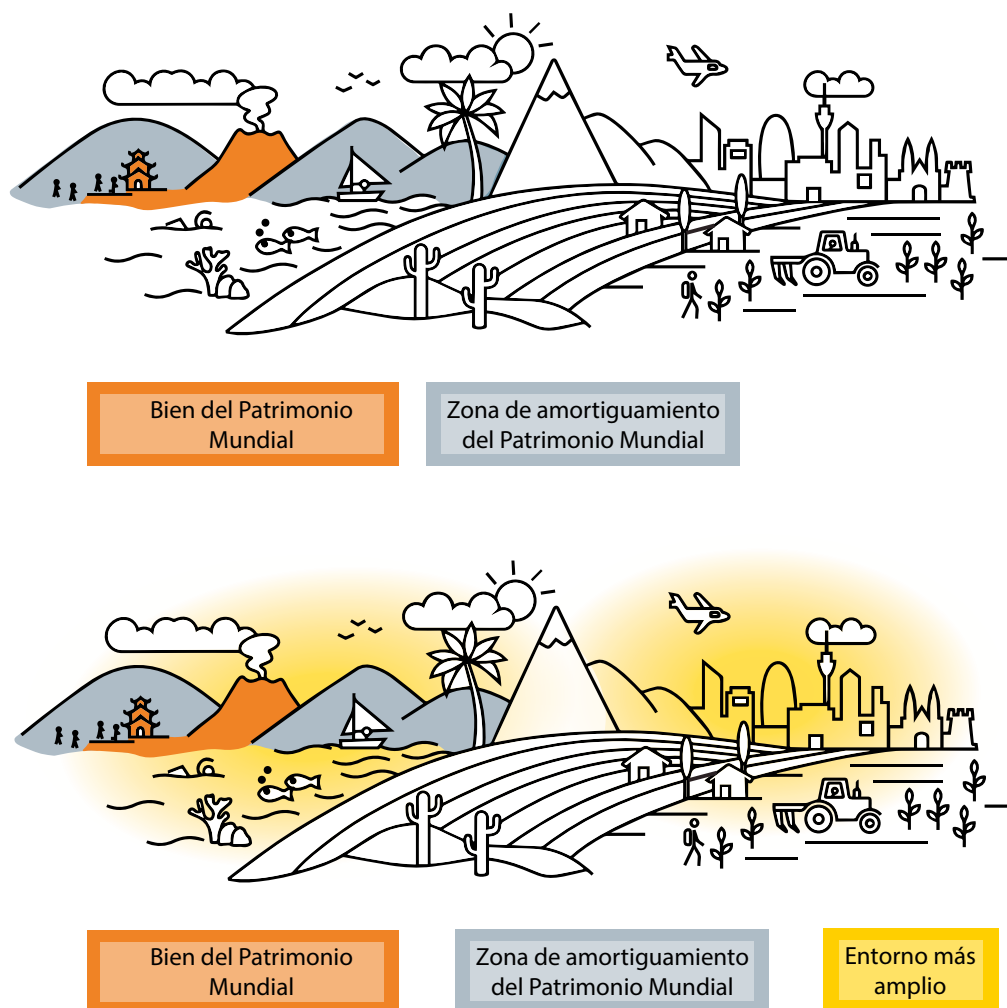 Bien del Patrimonio
Mundial
Zona de amortiguamiento
del Patrimonio Mundial
Bien del Patrimonio
Mundial
Zona de amortiguamiento
del Patrimonio Mundial
Entorno más
amplio